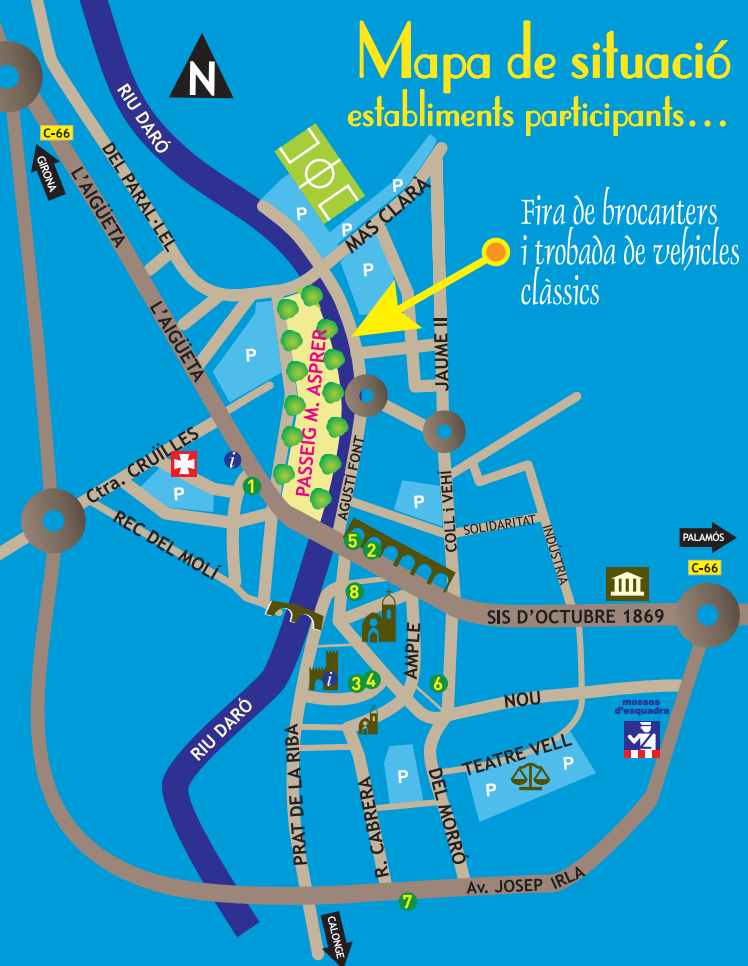 Mapa de situació
establiments participants...
N
RIU DARÓ
C-66
GIRONA
DEL PARAL·LEL
L'AIGÜETA
P
P
P
MAS CLARÀ
P
Fira de brocanters
i trobada de vehicles
clàssics
L'AIGÜETA
P
PASSEIG M. ASPRER
JAUME II
Ctra. CRUÏLLES
i
1
P
AGUSTÍ FONT
P
COLL i VEHÍ
SOLIDARITAT
INDÚSTRIA
REC DEL MOLÍ
5
2
PALAMÓS
C-66
8
SIS D'OCTUBRE 1869
AMPLE
i
3
4
6
NOU
mossos
d'esquadra
RIU DARÓ
PRAT DE LA RIBA
R. CABRERA
P
DEL MORRÓ
TEATRE VELL
P
P
Av. JOSEP IRLA
7
CALONGE